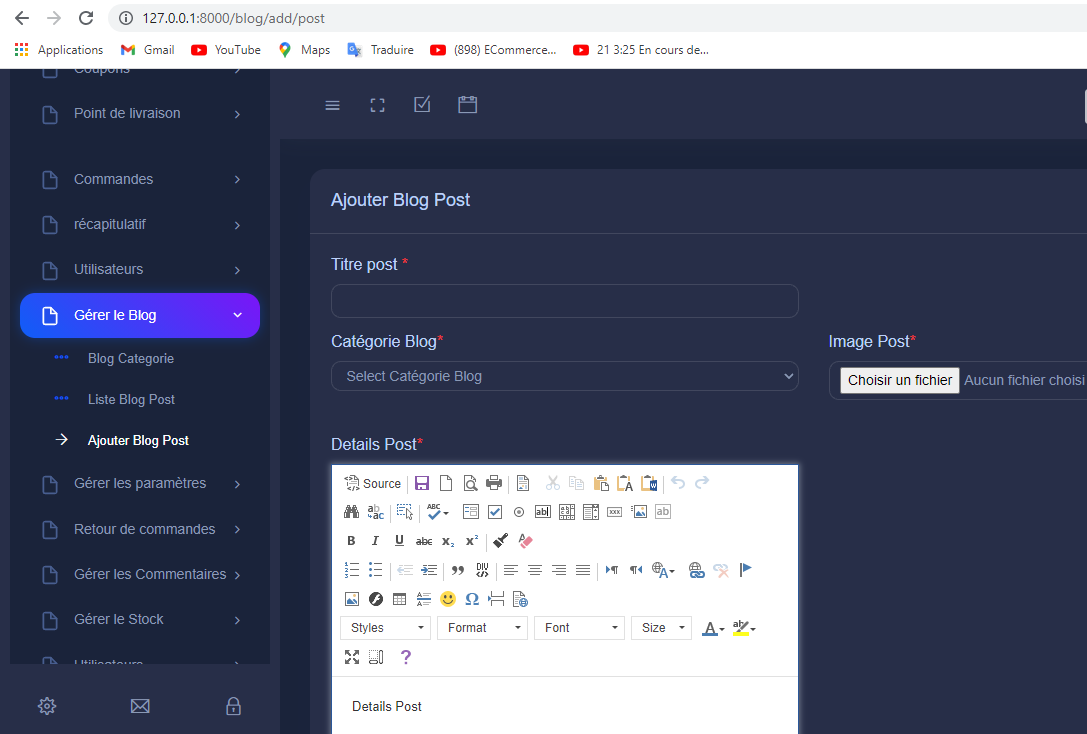 127.0.0.1:8000/blog/add/post
Applications Gmail YouTube Maps Traduire (898) ECommerce... 21 3:25 En cours de...
Coupons
Point de livraison
Commandes
récapitulatif
Utilisateurs
Gérer le Blog
Blog Categorie
Liste Blog Post
Ajouter Blog Post
Gérer les paramètres
Retour de commandes
Gérer les Commentaires
Gérer le Stock
Utilisateurs
Ajouter Blog Post
Titre post *
Catégorie Blog*
Select Catégorie Blog
Image Post*
Choisir un fichier Aucun fichier choisi
Details Post*
Source
B I U abc x₂ x²
Styles Format Font Size
Details Post